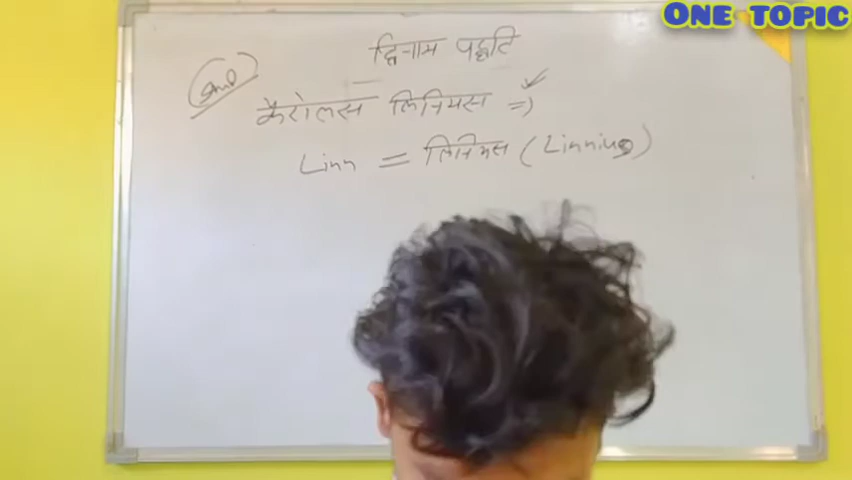 ONE TOPIC
द्विनाम पद्धति
कैरोलस लिनियस =>
Linn = लिनियस (Linnius)